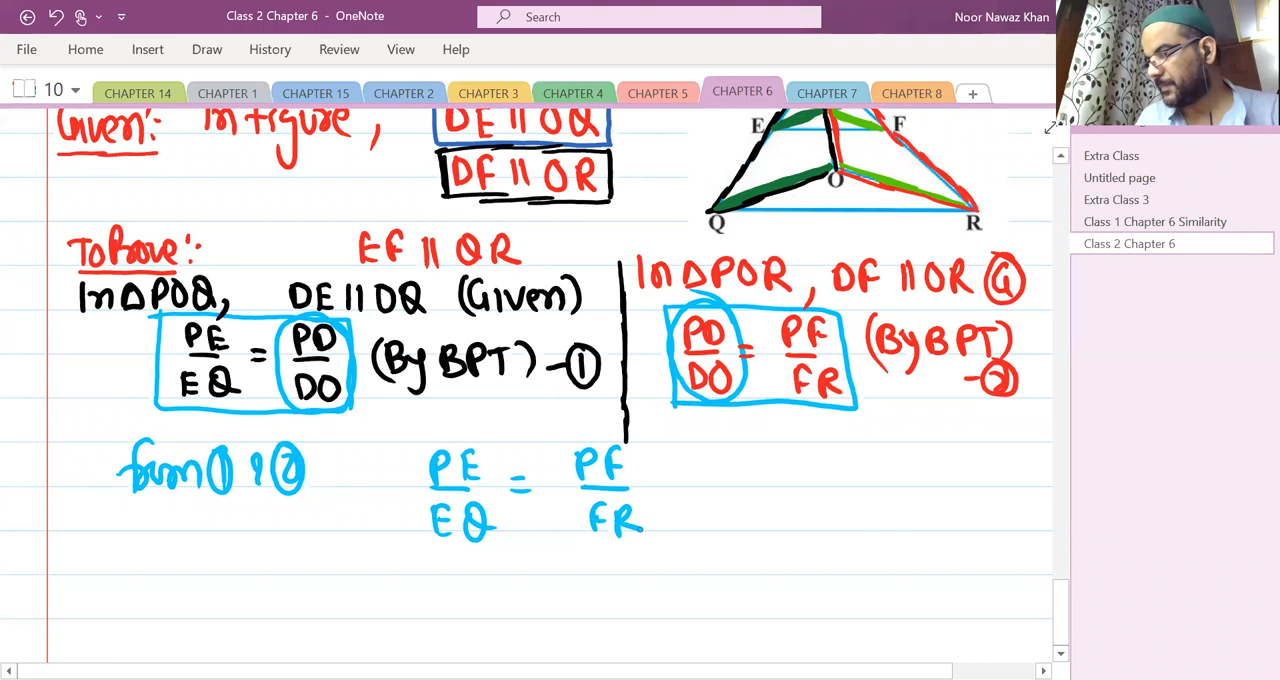 Class 2 Chapter 6 - OneNote
Search
Noor Nawaz Khan
File Home Insert Draw History Review View Help
10 CHAPTER 14 CHAPTER 1 CHAPTER 15 CHAPTER 2 CHAPTER 3 CHAPTER 4 CHAPTER 5 CHAPTER 6 CHAPTER 7 CHAPTER 8 +
Extra Class
Untitled page
Extra Class 3
Class 1 Chapter 6 Similarity
Class 2 Chapter 6
Given: In figure, DE || OQ
DF || OR
E F
O
Q R
To Prove: EF || QR
In Δ POQ, DE || OQ (Given)
PE/EQ = PD/DO (By BPT) - ①
In Δ POR, DF || OR G
PD/DO = PF/FR (By BPT)
- ②
from ① & ② PE/EQ = PF/FR